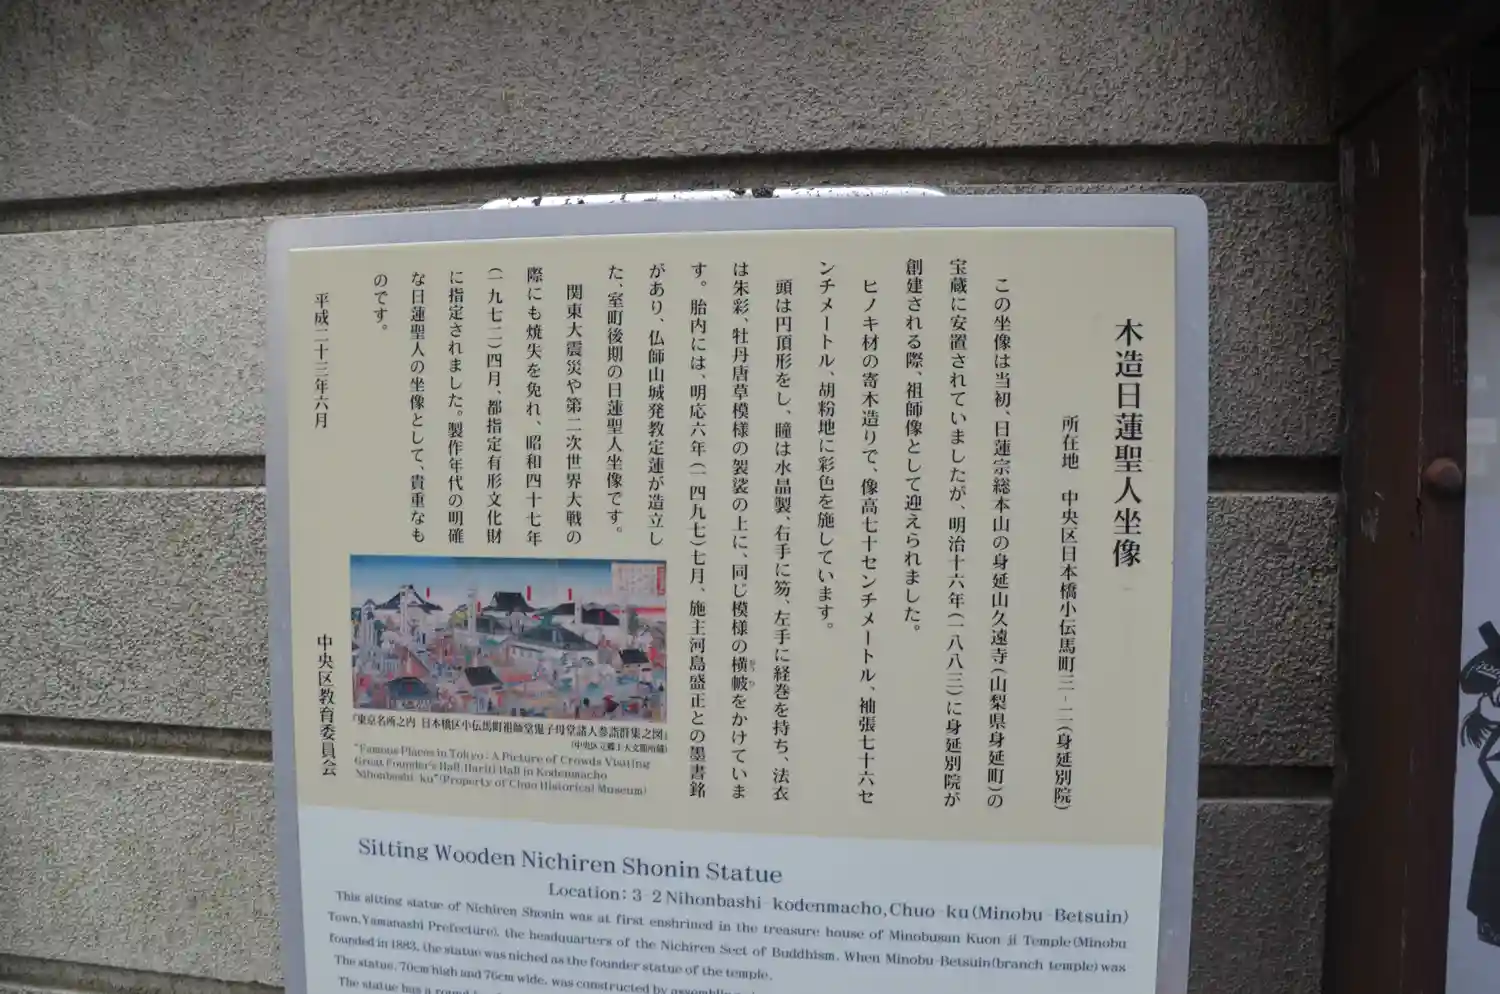 木造日蓮聖人坐像
所在地　中央区日本橋小伝馬町三－二（身延別院）
この坐像は当初、日蓮宗総本山の身延山久遠寺（山梨県身延町）の
宝蔵に安置されていましたが、明治十六年（一八八三）に身延別院が
創建される際、祖師像として迎えられました。
ヒノキ材の寄木造りで、像高七十センチメートル、袖張七十六セ
ンチメートル、胡粉地に彩色を施しています。
頭は円頂形をし、瞳は水晶製、右手に笏、左手に経巻を持ち、法衣
は朱彩、牡丹唐草模様の袈裟の上に、同じ模様の横帔をかけていま
す。胎内には、明応六年（一四九七）七月、施主河島盛正との墨書銘
があり、仏師山城発教定蓮が造立し
た、室町後期の日蓮聖人坐像です。
関東大震災や第二次世界大戦の
際にも焼失を免れ、昭和四十七年
（一九七二）四月、都指定有形文化財
に指定されました。製作年代の明確
な日蓮聖人の坐像として、貴重なも
のです。
平成二十三年六月
中央区教育委員会
『東京名所之内 日本橋区小伝馬町祖師堂鬼子母堂諸人参詣群集之図』
（中央区立郷土天文館所蔵）
"Famous Places in Tokyo : A Picture of Crowds Visiting
Great Founder's Hall, Hariti Hall in Kodenmacho
Nihonbashi-ku" (Property of Chuo Historical Museum)
Sitting Wooden Nichiren Shonin Statue
Location: 3-2 Nihonbashi-kodenmacho, Chuo-ku (Minobu-Betsuin)
This sitting statue of Nichiren Shonin was at first enshrined in the treasure house of Minobusan Kuon-ji Temple (Minobu
Town, Yamanashi Prefecture), the headquarters of the Nichiren Sect of Buddhism. When Minobu-Betsuin (branch temple) was
founded in 1883, the statue was niched as the founder statue of the temple.
The statue, 70cm high and 76cm wide, was constructed by
The statue has a